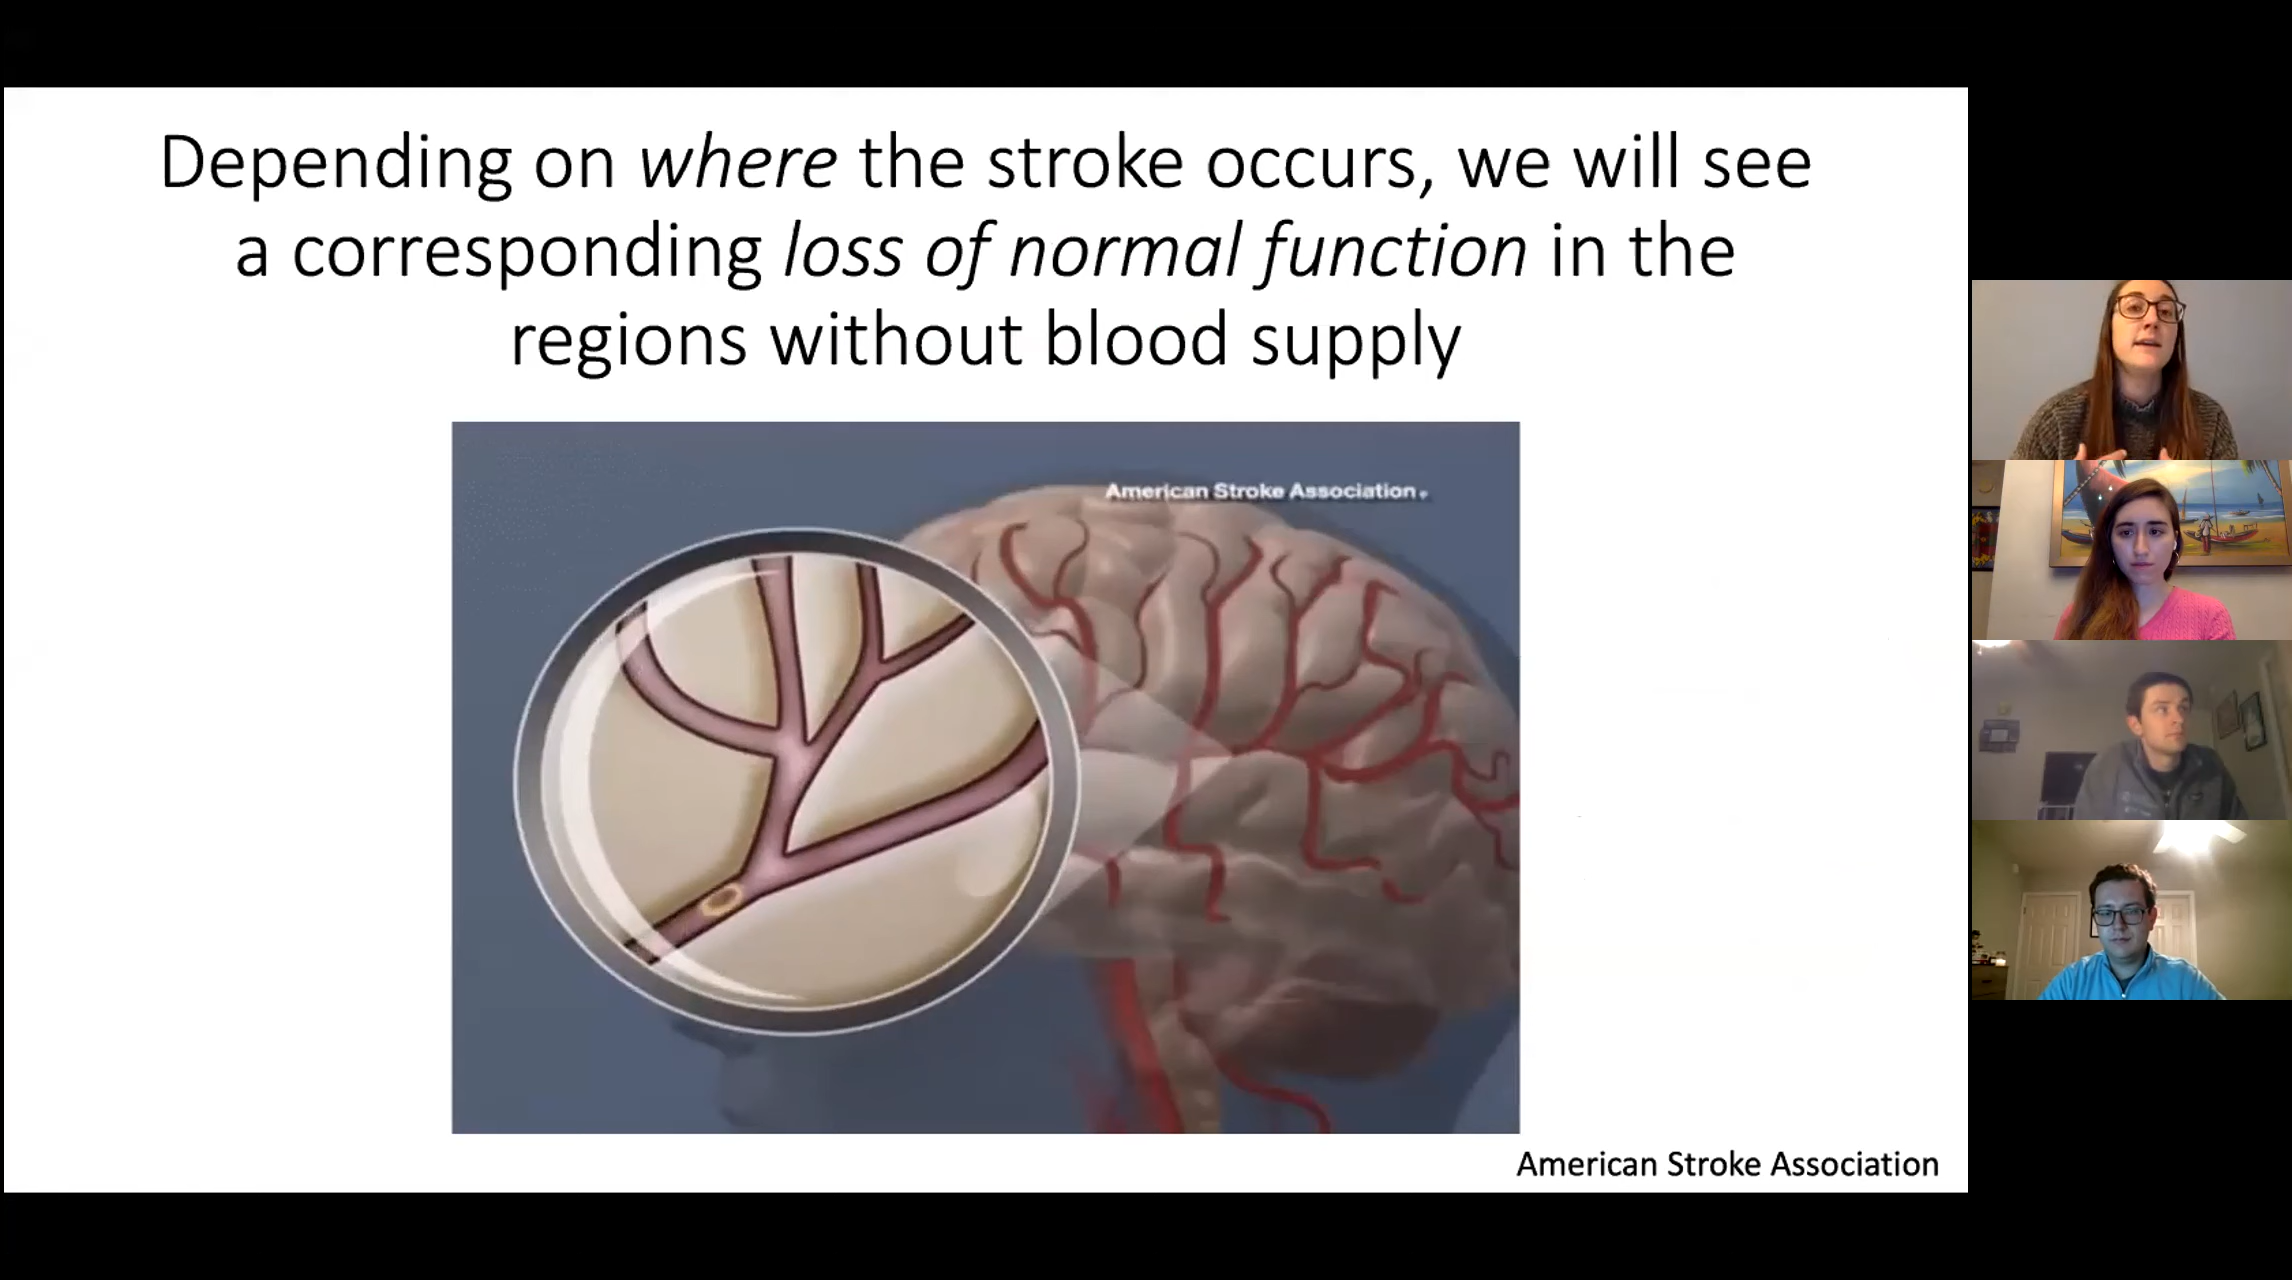 Depending on where the stroke occurs, we will see
a corresponding loss of normal function in the
regions without blood supply
American Stroke Association®
American Stroke Association